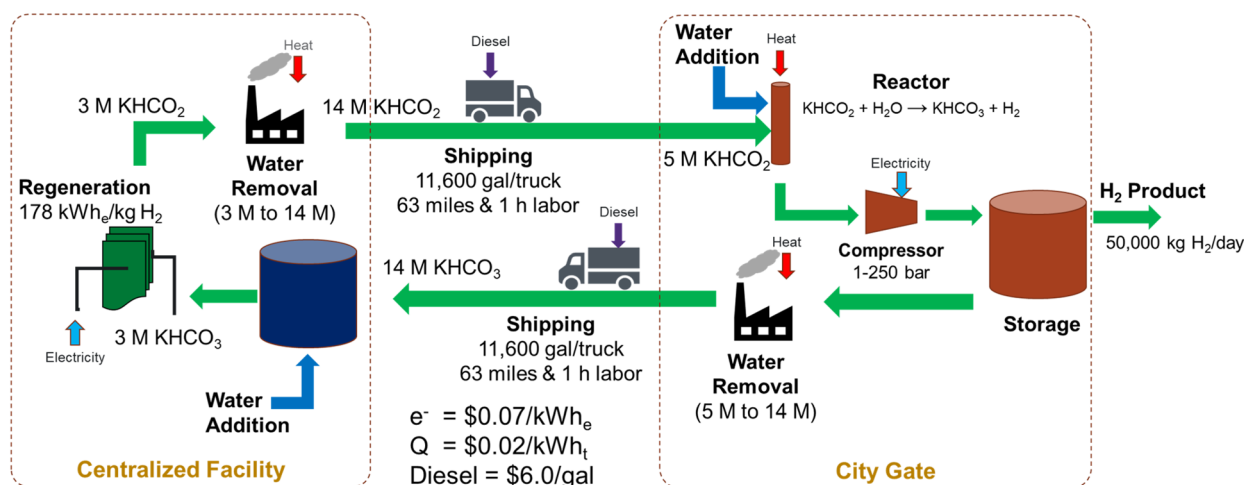 Heat
3 M KHCO₂
Water
Removal
(3 M to 14 M)
Regeneration
178 kWhₑ/kg H₂
Electricity
3 M KHCO₃
Water
Addition
Centralized Facility
14 M KHCO₂
Diesel
Shipping
11,600 gal/truck
63 miles & 1 h labor
14 M KHCO₃
Diesel
Shipping
11,600 gal/truck
63 miles & 1 h labor
e⁻ = $0.07/kWhₑ
Q = $0.02/kWhₜ
Diesel = $6.0/gal
Water
Addition
Heat
Reactor
KHCO₂ + H₂O → KHCO₃ + H₂
5 M KHCO₂
Electricity
Compressor
1-250 bar
H₂ Product
50,000 kg H₂/day
Storage
Heat
Water
Removal
(5 M to 14 M)
City Gate